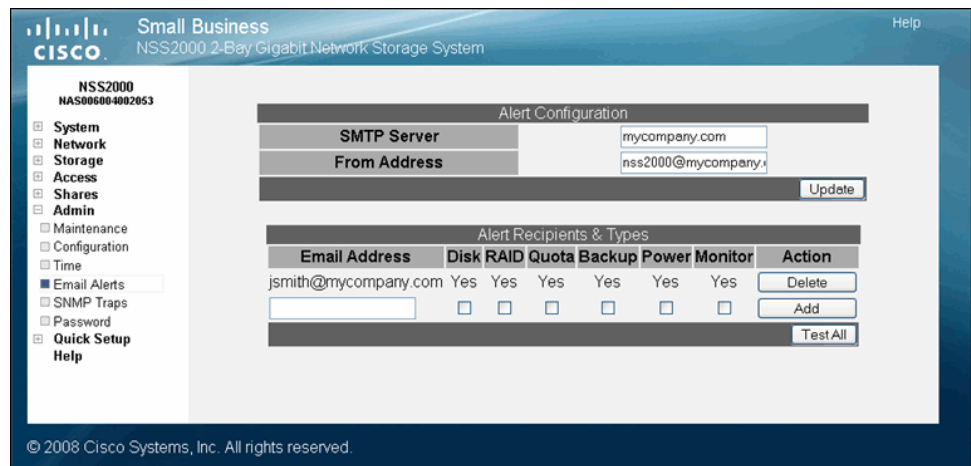 Small Business
Help
CISCO
NSS2000 2-Bay Gigabit Network Storage System
NSS2000
NAS006004002053
System
Network
Storage
Access
Shares
Admin
Maintenance
Configuration
Time
Email Alerts
SNMP Traps
Password
Quick Setup
Help
Alert Configuration
SMTP Server mycompany.com
From Address nss2000@mycompany.
Update
Alert Recipients & Types
Email Address Disk RAID Quota Backup Power Monitor Action
jsmith@mycompany.com Yes Yes Yes Yes Yes Yes Delete
Add
Test All
© 2008 Cisco Systems, Inc. All rights reserved.